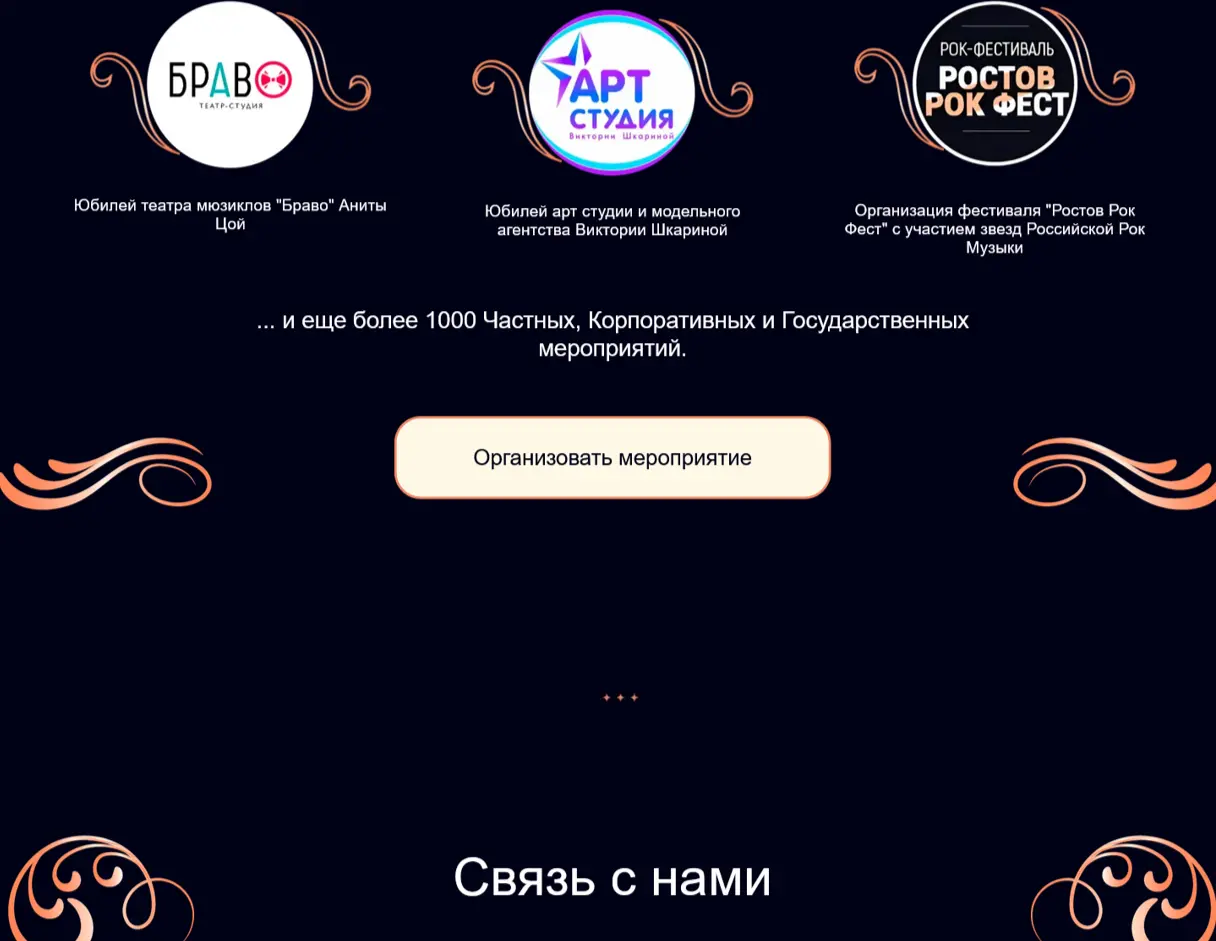 БРАВО
ТЕАТР-СТУДИЯ
АРТ
СТУДИЯ
Виктории Шкариной
РОК-ФЕСТИВАЛЬ
РОСТОВ
РОК ФЕСТ
Юбилей театра мюзиклов "Браво" Аниты
Цой
Юбилей арт студии и модельного
агентства Виктории Шкариной
Организация фестиваля "Ростов Рок
Фест" с участием звезд Российской Рок
Музыки
... и еще более 1000 Частных, Корпоративных и Государственных
мероприятий.
Организовать мероприятие
Связь с нами